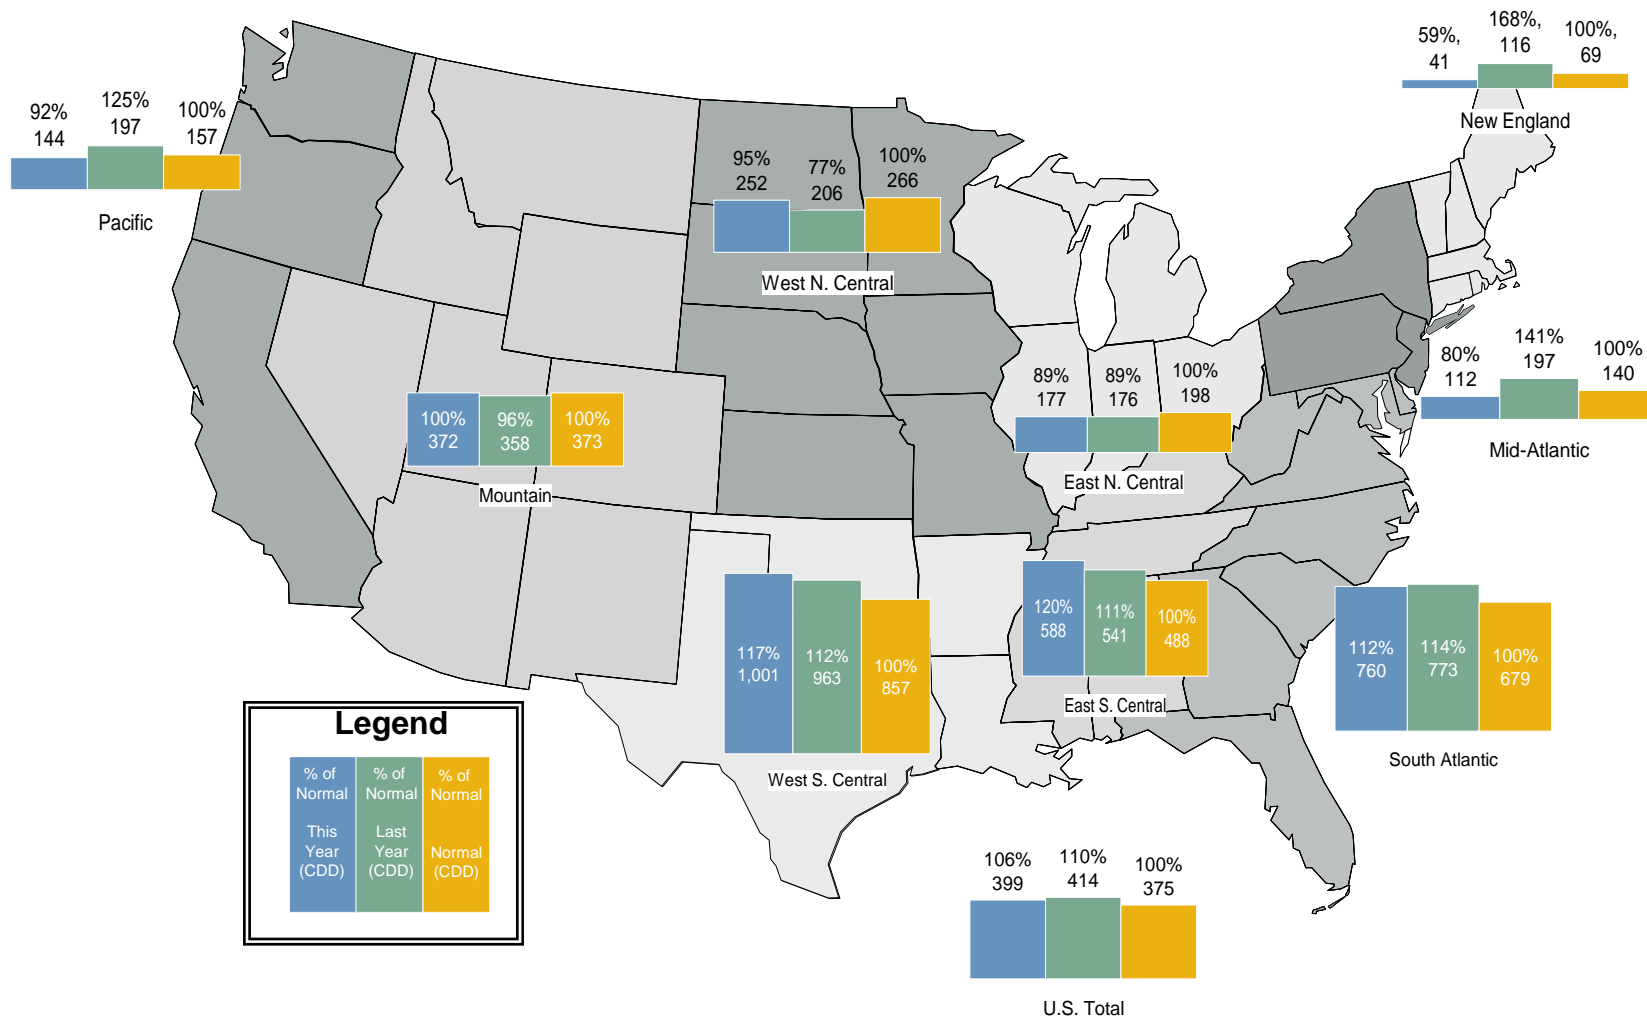 59%,
41
168%,
116
100%,
69
New England
92%
144
125%
197
100%
157
Pacific
95%
252
77%
206
100%
266
West N. Central
80%
112
141%
197
100%
140
Mid-Atlantic
89%
177
89%
176
100%
198
East N. Central
100%
372
96%
358
100%
373
Mountain
117%
1,001
112%
963
100%
857
West S. Central
120%
588
111%
541
100%
488
East S. Central
112%
760
114%
773
100%
679
South Atlantic
Legend
% of
Normal
This
Year
(CDD)
% of
Normal
Last
Year
(CDD)
% of
Normal
Normal
(CDD)
106%
399
110%
414
100%
375
U.S. Total